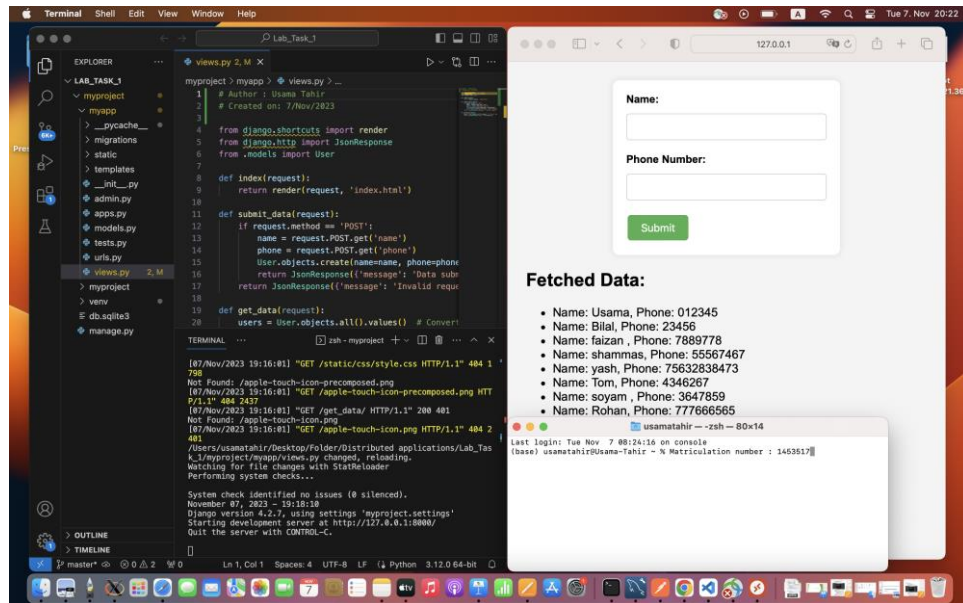 Terminal Shell Edit View Window Help
A
Tue 7. Nov 20:22
Lab_Task_1
EXPLORER
LAB_TASK_1
myproject
myapp
__pycache__
migrations
static
templates
__init__.py
admin.py
apps.py
models.py
tests.py
urls.py
views.py 2, M
myproject
venv
db.sqlite3
manage.py
OUTLINE
TIMELINE
views.py 2, M
myproject > myapp > views.py > ...
1 # Author : Usama Tahir
2 # Created on: 7/Nov/2023
3
4 from django.shortcuts import render
5 from django.http import JsonResponse
6 from .models import User
7
8 def index(request):
9 return render(request, 'index.html')
10
11 def submit_data(request):
12 if request.method == 'POST':
13 name = request.POST.get('name')
14 phone = request.POST.get('phone')
15 User.objects.create(name=name, phone=phone
16 return JsonResponse({'message': 'Data subm
17 return JsonResponse({'message': 'Invalid reque
18
19 def get_data(request):
20 users = User.objects.all().values() # Convert
TERMINAL ... zsh - myproject
[07/Nov/2023 19:16:01] "GET /static/css/style.css HTTP/1.1" 404 1
798
Not Found: /apple-touch-icon-precomposed.png
[07/Nov/2023 19:16:01] "GET /apple-touch-icon-precomposed.png HTT
P/1.1" 404 2437
[07/Nov/2023 19:16:01] "GET /get_data/ HTTP/1.1" 200 401
Not Found: /apple-touch-icon.png
[07/Nov/2023 19:16:01] "GET /apple-touch-icon.png HTTP/1.1" 404 2
401
/Users/usamatahir/Desktop/Folder/Distributed applications/Lab_Tas
k_1/myproject/myapp/views.py changed, reloading.
Watching for file changes with StatReloader
Performing system checks...
System check identified no issues (0 silenced).
November 07, 2023 - 19:18:10
Django version 4.2.7, using settings 'myproject.settings'
Starting development server at http://127.0.0.1:8000/
Quit the server with CONTROL-C.
master* 0 2 0 Ln 1, Col 1 Spaces: 4 UTF-8 LF Python 3.12.0 64-bit
127.0.0.1
Name:
Phone Number:
Submit
Fetched Data:
Name: Usama, Phone: 012345
Name: Bilal, Phone: 23456
Name: faizan , Phone: 7889778
Name: shammas, Phone: 55567467
Name: yash, Phone: 75632838473
Name: Tom, Phone: 4346267
Name: soyam , Phone: 3647859
Name: Rohan, Phone: 777666565
usamatahir — -zsh — 80×14
Last login: Tue Nov 7 08:24:16 on console
(base) usamatahir@Usama-Tahir ~ % Matriculation number : 1453517